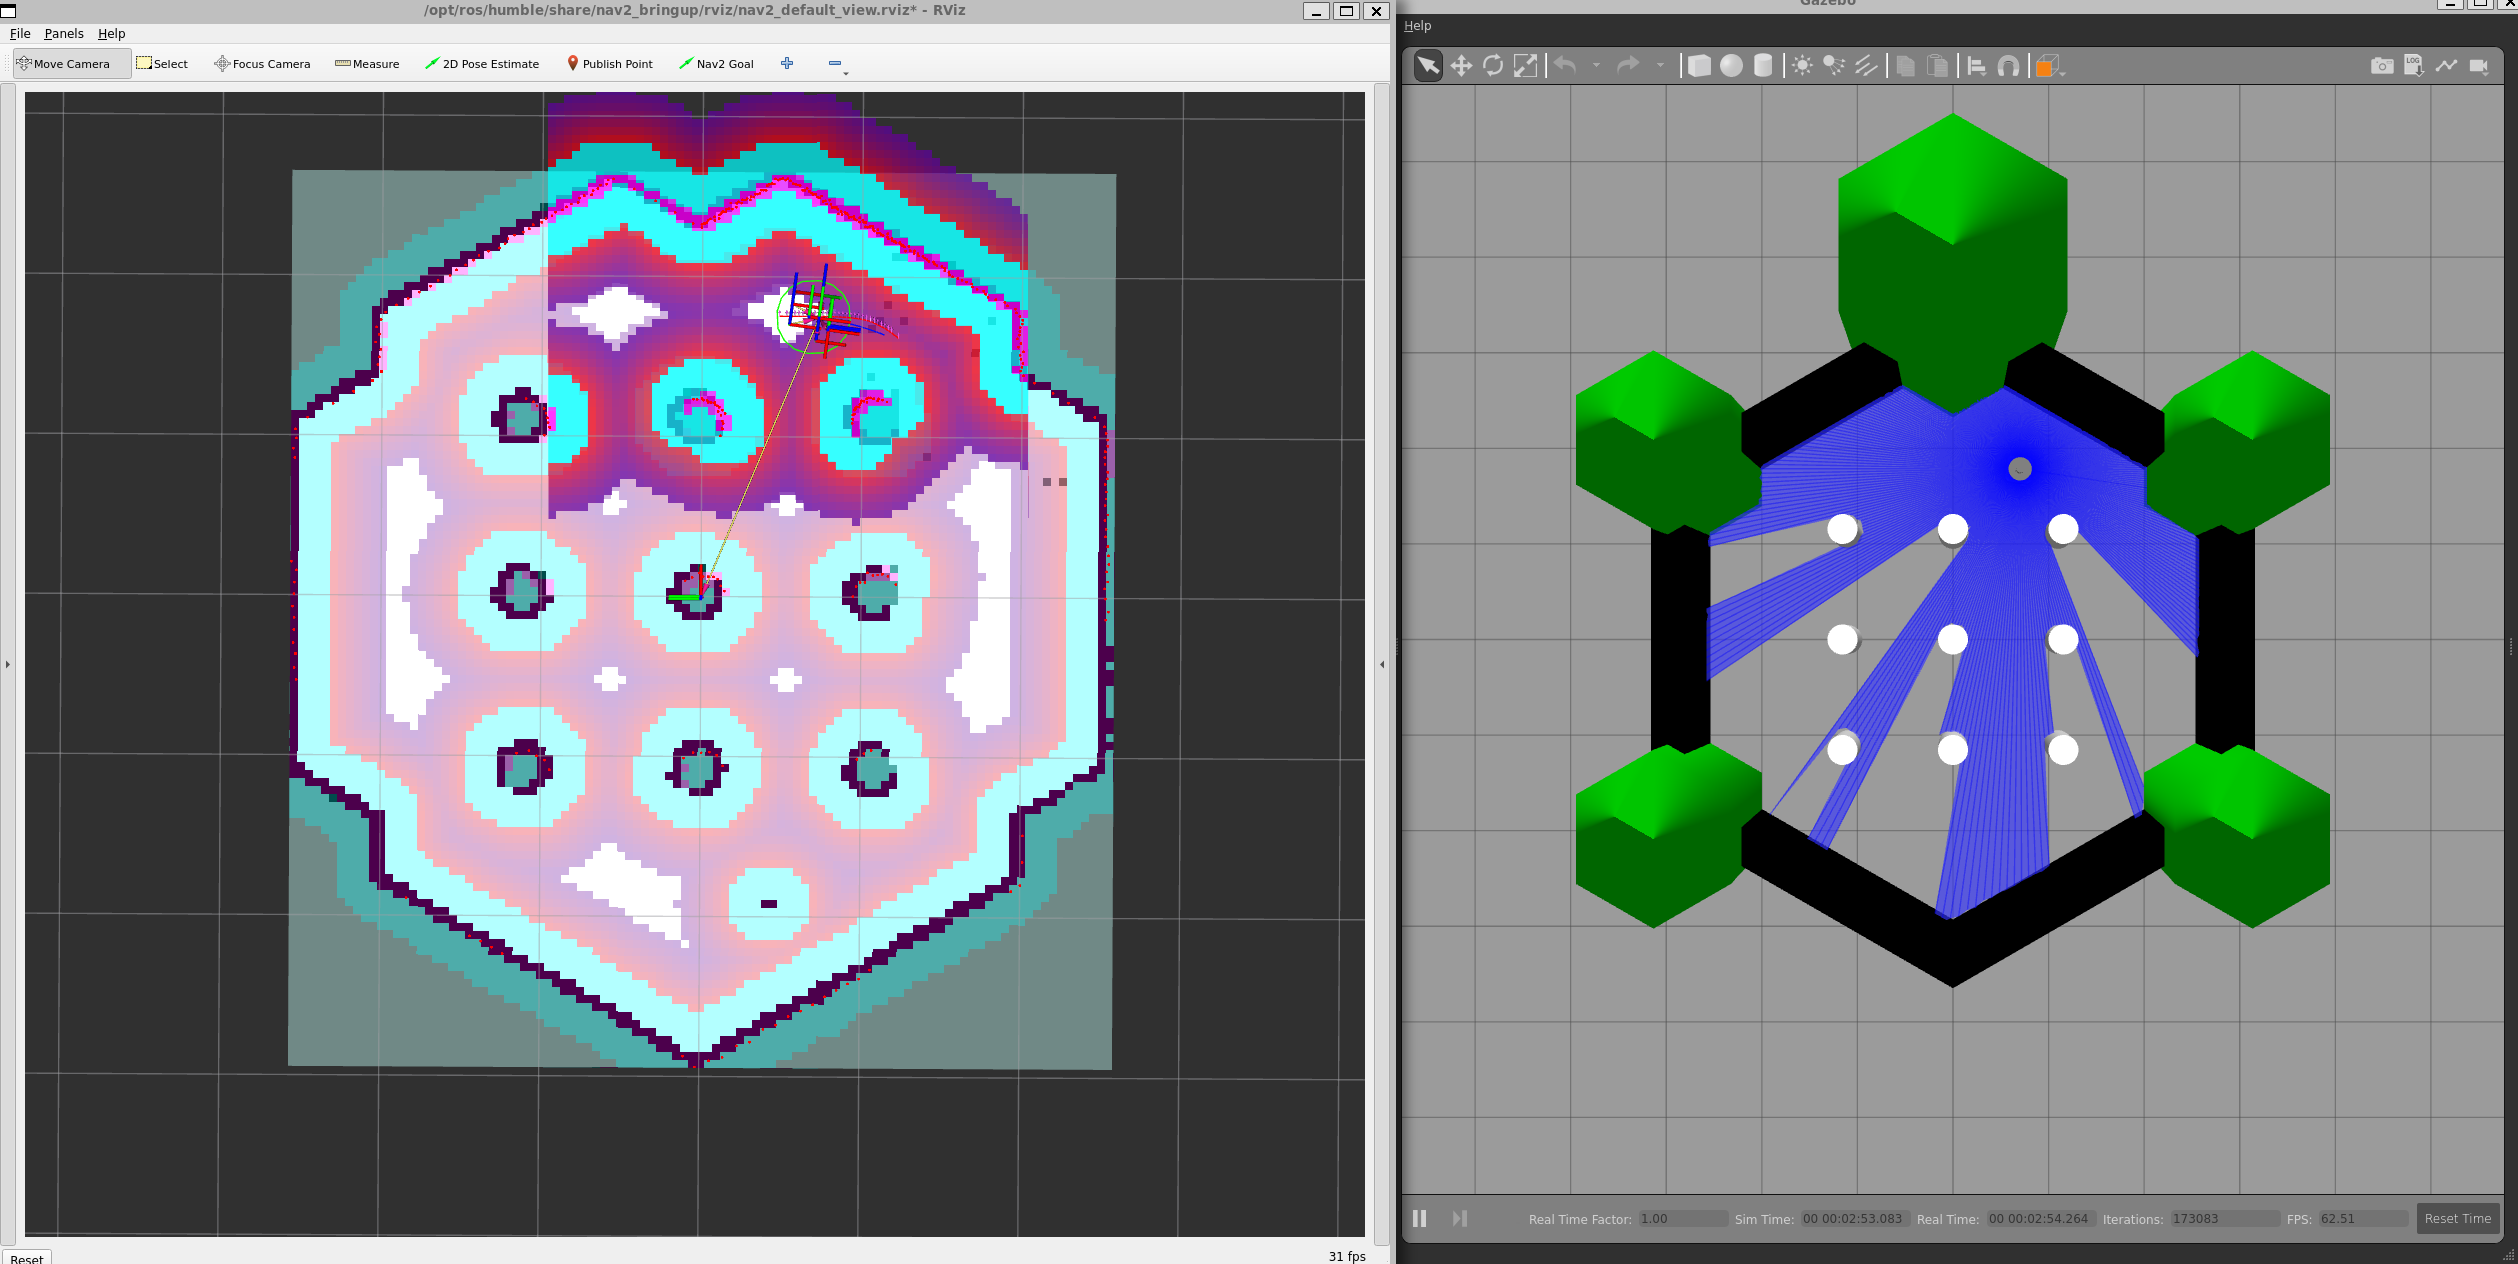 /opt/ros/humble/share/nav2_bringup/rviz/nav2_default_view.rviz* - RViz
File Panels Help
Move Camera Select Focus Camera Measure 2D Pose Estimate Publish Point Nav2 Goal
Reset
31 fps
Gazebo
Help
LOG
Real Time Factor: 1.00 Sim Time: 00 00:02:53.083 Real Time: 00 00:02:54.264 Iterations: 173083 FPS: 62.51 Reset Time